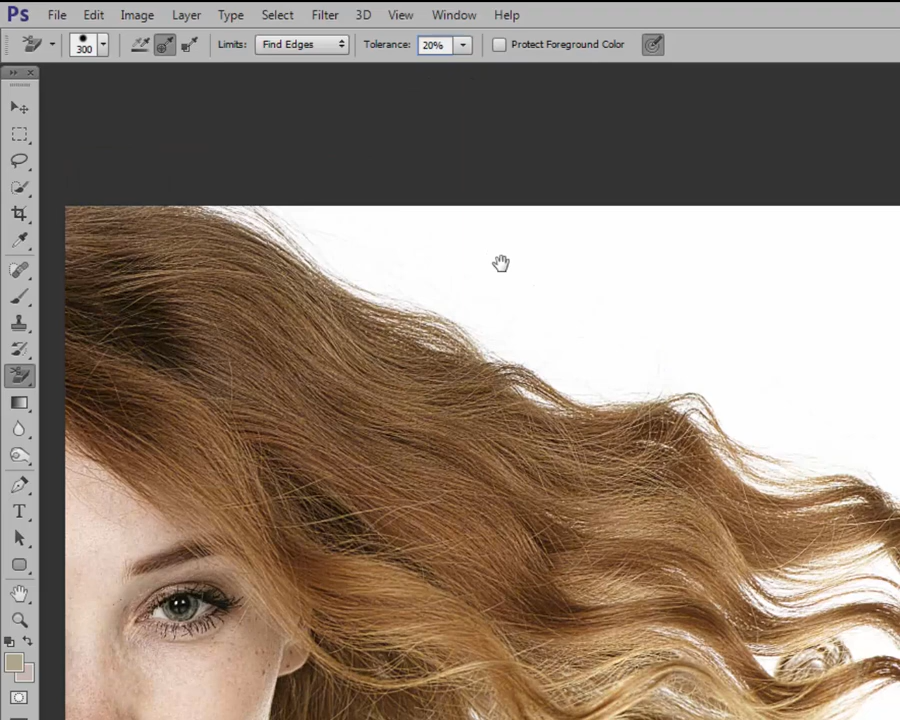 Ps File Edit Image Layer Type Select Filter 3D View Window Help
300 Limits: Find Edges Tolerance: 20% Protect Foreground Color
T